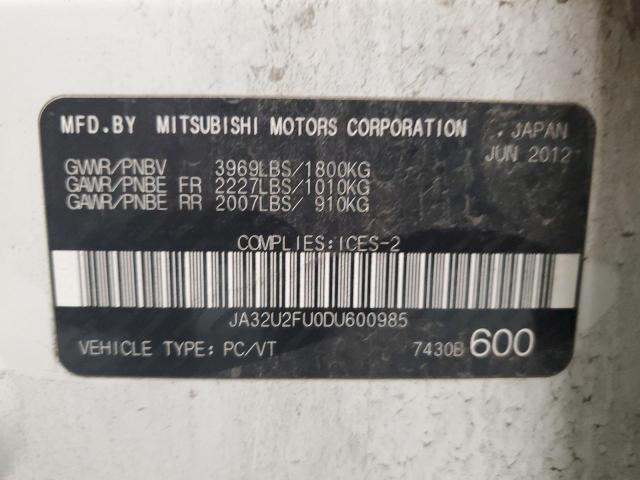 MFD.BY MITSUBISHI MOTORS CORPORATION , JAPAN
JUN 2012
GVWR/PNBV 3969LBS/1800KG
GAWR/PNBE FR 2227LBS/1010KG
GAWR/PNBE RR 2007LBS/ 910KG
COMPLIES:ICES-2
JA32U2FU0DU600985
VEHICLE TYPE: PC/VT 7430B 600